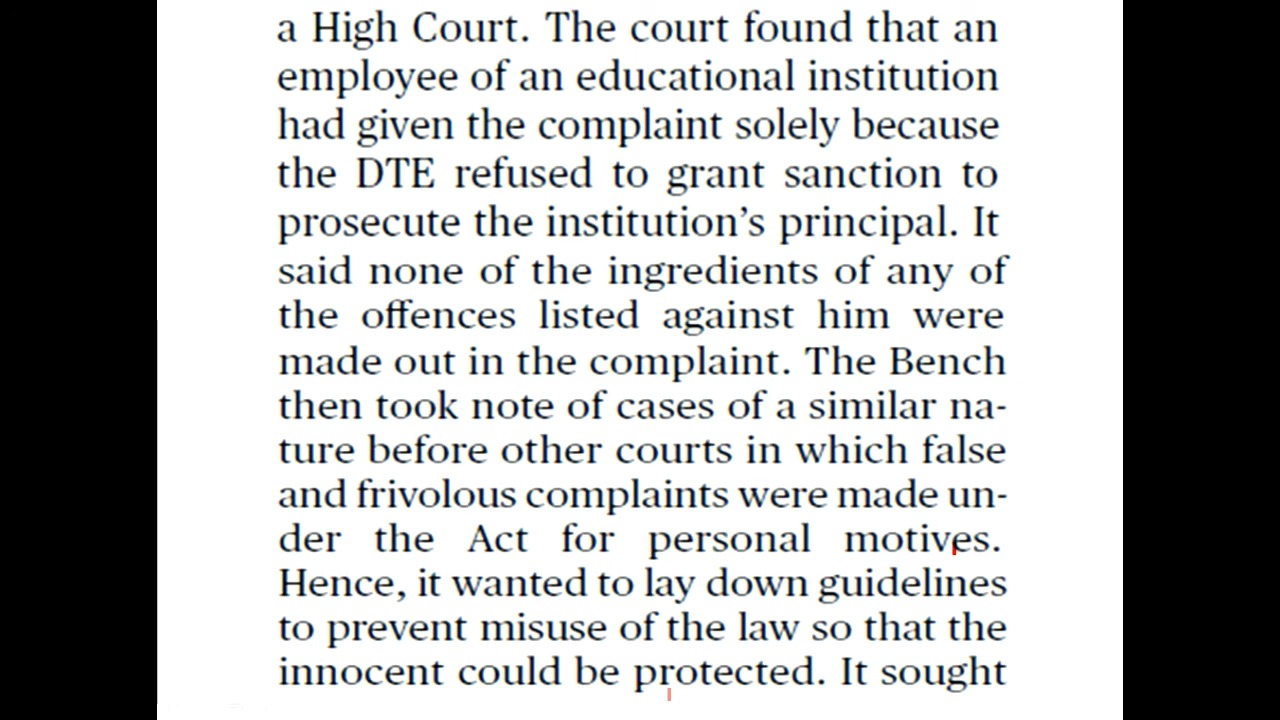 a High Court. The court found that an
employee of an educational institution
had given the complaint solely because
the DTE refused to grant sanction to
prosecute the institution’s principal. It
said none of the ingredients of any of
the offences listed against him were
made out in the complaint. The Bench
then took note of cases of a similar na-
ture before other courts in which false
and frivolous complaints were made un-
der the Act for personal motives.
Hence, it wanted to lay down guidelines
to prevent misuse of the law so that the
innocent could be protected. It sought